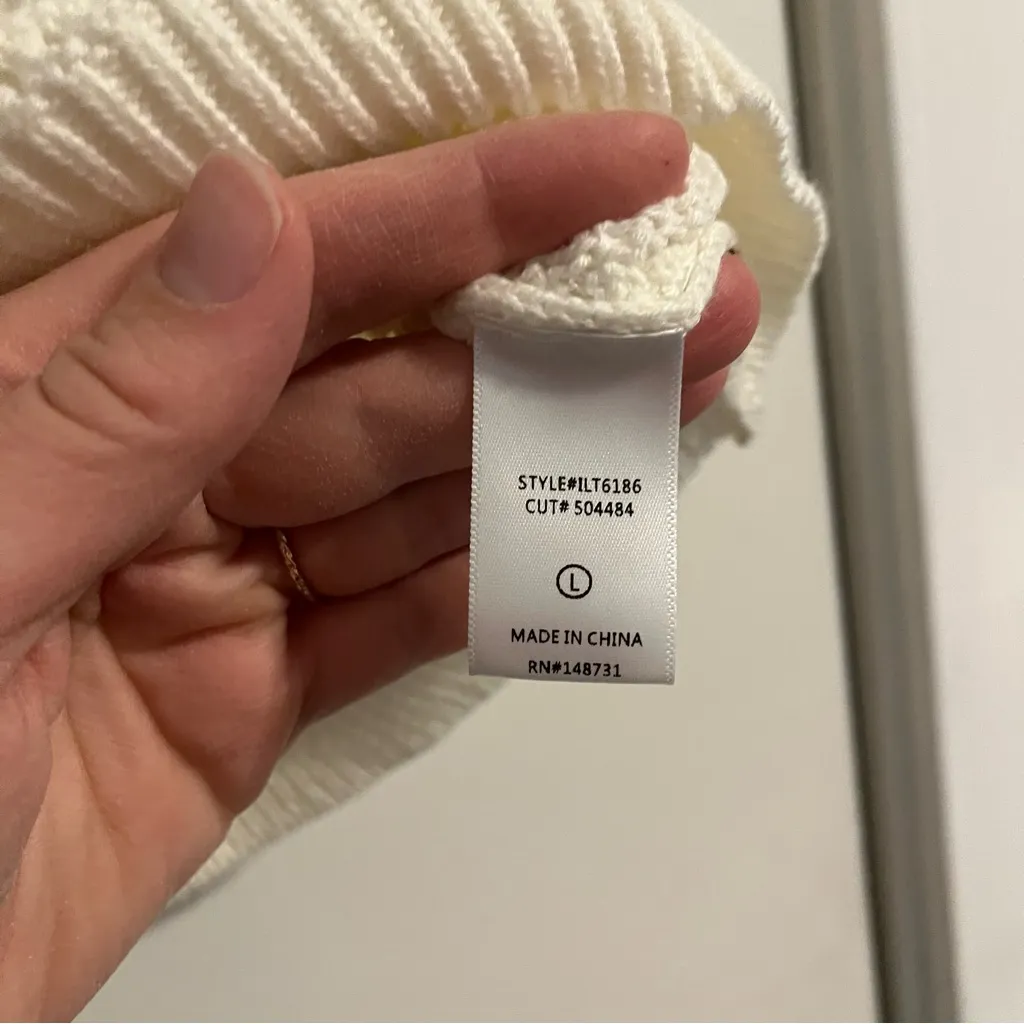 STYLE#ILT6186
CUT# 504484
L
MADE IN CHINA
RN#148731